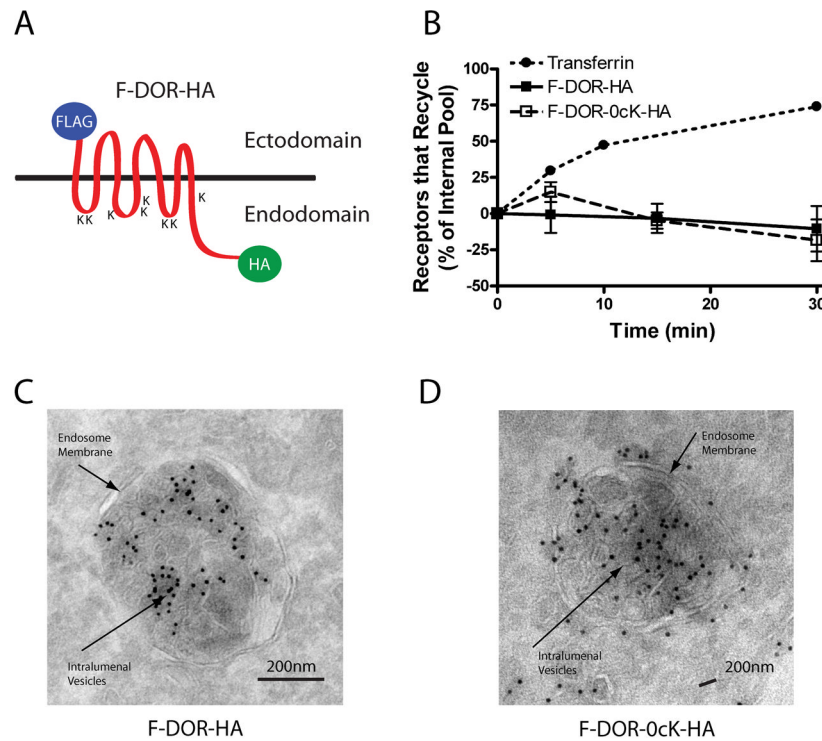 A
F-DOR-HA
FLAG
Ectodomain
Endodomain
K K
K
K
K
K K
K
HA
B
Transferrin
F-DOR-HA
F-DOR-0cK-HA
Receptors that Recycle
(% of Internal Pool)
100
75
50
25
0
-25
-50
0
10
20
30
Time (min)
C
Endosome
Membrane
Intralumenal
Vesicles
200nm
F-DOR-HA
D
Endosome
Membrane
Intralumenal
Vesicles
200nm
F-DOR-0cK-HA